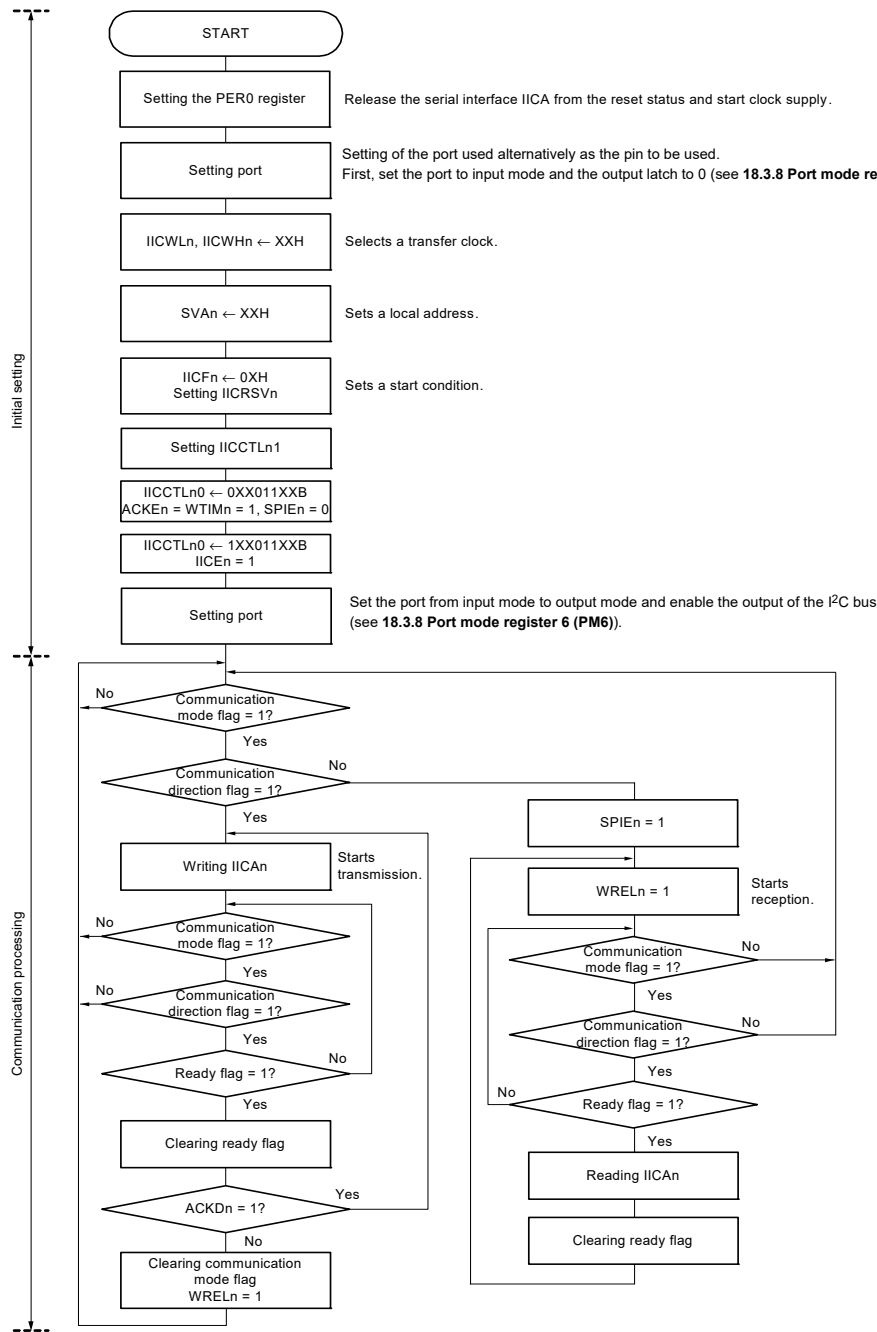 START
Setting the PER0 register
Release the serial interface IICA from the reset status and start clock supply.
Setting port
Setting of the port used alternatively as the pin to be used.
First, set the port to input mode and the output latch to 0 (see 18.3.8 Port mode re
IICWLn, IICWHn ← XXH
Selects a transfer clock.
SVAn ← XXH
Sets a local address.
IICFn ← 0XH
Setting IICRSVn
Sets a start condition.
Initial setting
Setting IICCTLn1
IICCTLn0 ← 0XX011XXB
ACKEn = WTIMn = 1, SPIEn = 0
IICCTLn0 ← 1XX011XXB
IICEn = 1
Setting port
Set the port from input mode to output mode and enable the output of the I2C bus
(see 18.3.8 Port mode register 6 (PM6)).
Communication processing
No
Communication
mode flag = 1?
Yes
No
Communication
direction flag = 1?
Yes
Writing IICAn
Starts
transmission.
No
Communication
mode flag = 1?
Yes
No
Communication
direction flag = 1?
Yes
Ready flag = 1?
No
Yes
Clearing ready flag
Yes
ACKDn = 1?
No
Clearing communication
mode flag
WRELn = 1
SPIEn = 1
WRELn = 1
Starts
reception.
Communication
mode flag = 1?
No
Yes
Communication
direction flag = 1?
No
Yes
No
Ready flag = 1?
Yes
Reading IICAn
Clearing ready flag